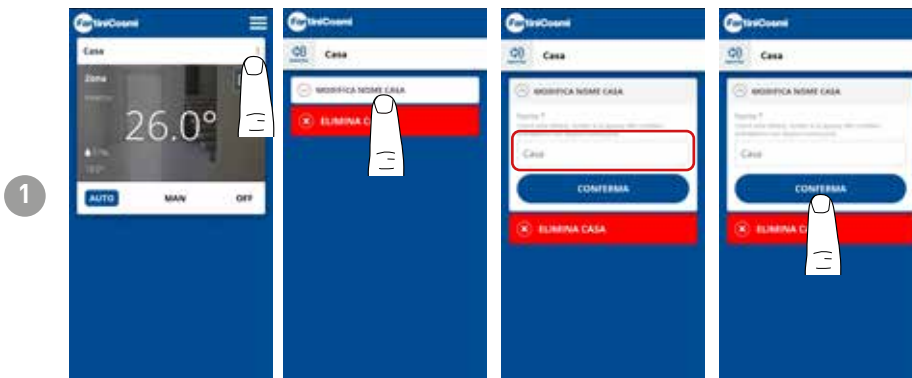 1
FantiniCosmi
Casa
Zona
26.0°
AUTO MAN OFF
FantiniCosmi
Casa
MODIFICA NOME CASA
ELIMINA C
FantiniCosmi
Casa
MODIFICA NOME CASA
Nome *
Casa
CONFERMA
ELIMINA CASA
FantiniCosmi
Casa
MODIFICA NOME CASA
Nome *
Casa
CONFERMA
ELIMINA C